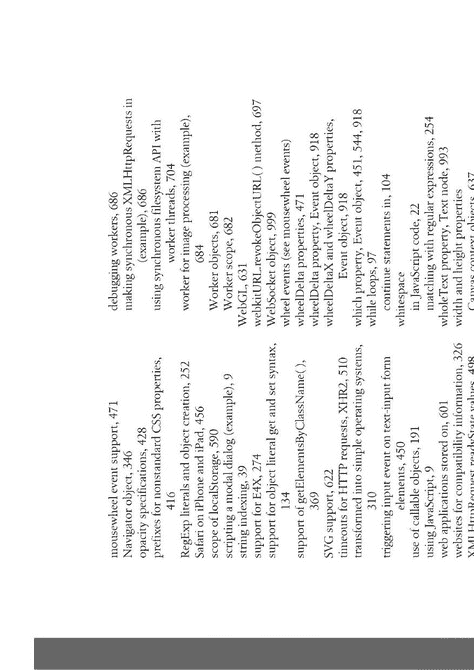 mousewheel event support, 471
Navigator object, 346
opacity specifications, 428
prefixes for nonstandard CSS properties,
416
RegExp literals and object creation, 252
Safari on iPhone and iPad, 456
scope of localStorage, 590
scripting a modal dialog (example), 9
string indexing, 39
support for E4X, 274
support for object literal get and set syntax,
134
support of getElementsByClassName(),
369
SVG support, 622
timeouts for HTTP requests, XHR2, 510
transformed into simple operating systems,
310
triggering input event on text-input form
elements, 450
use of callable objects, 191
using JavaScript, 9
web applications stored on, 601
websites for compatibility information, 326
XMLHttpRequest readyState values, 498
debugging workers, 686
making synchronous XMLHttpRequests in
(example), 686
using synchronous filesystem API with
worker threads, 704
worker for image processing (example),
684
Worker objects, 681
Worker scope, 682
WebGL, 631
webkitURL.revokeObjectURL() method, 697
WebSocket object, 999
wheel events (see mousewheel events)
wheelDelta properties, 471
wheelDelta property, Event object, 918
wheelDeltaX and wheelDeltaY properties,
Event object, 918
which property, Event object, 451, 544, 918
while loops, 97
continue statements in, 104
whitespace
in JavaScript code, 22
matching with regular expressions, 254
wholeText property, Text node, 993
width and height properties
Canvas context objects, 637